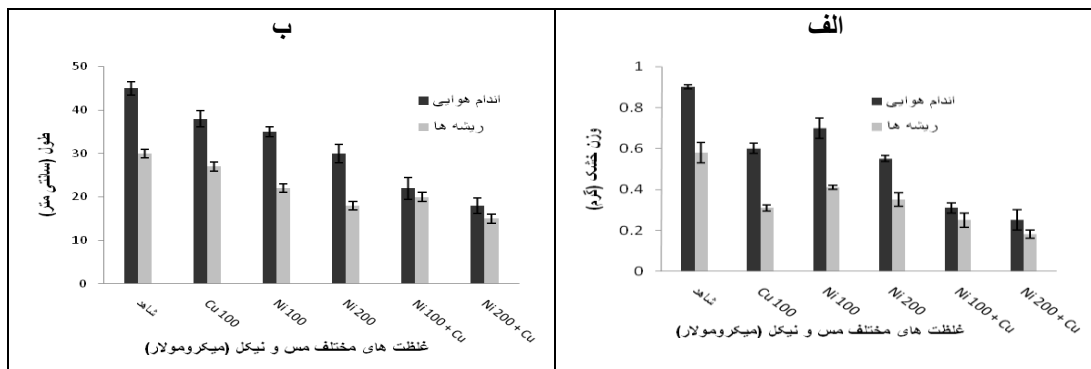 الف
1
0.8
0.6
0.4
0.2
0
وزن خشک (گرم)
اندام هوایی
ریشه ها
شاهد
Cu 100
Ni 100
Ni 200
Ni 100 + Cu
Ni 200 + Cu
غلظت های مختلف مس و نیکل (میکرومولار)
ب
50
40
30
20
10
0
طول (سانتی متر)
اندام هوایی
ریشه ها
شاهد
Cu 100
Ni 100
Ni 200
Ni 100 + Cu
Ni 200 + Cu
غلظت های مختلف مس و نیکل (میکرومولار)